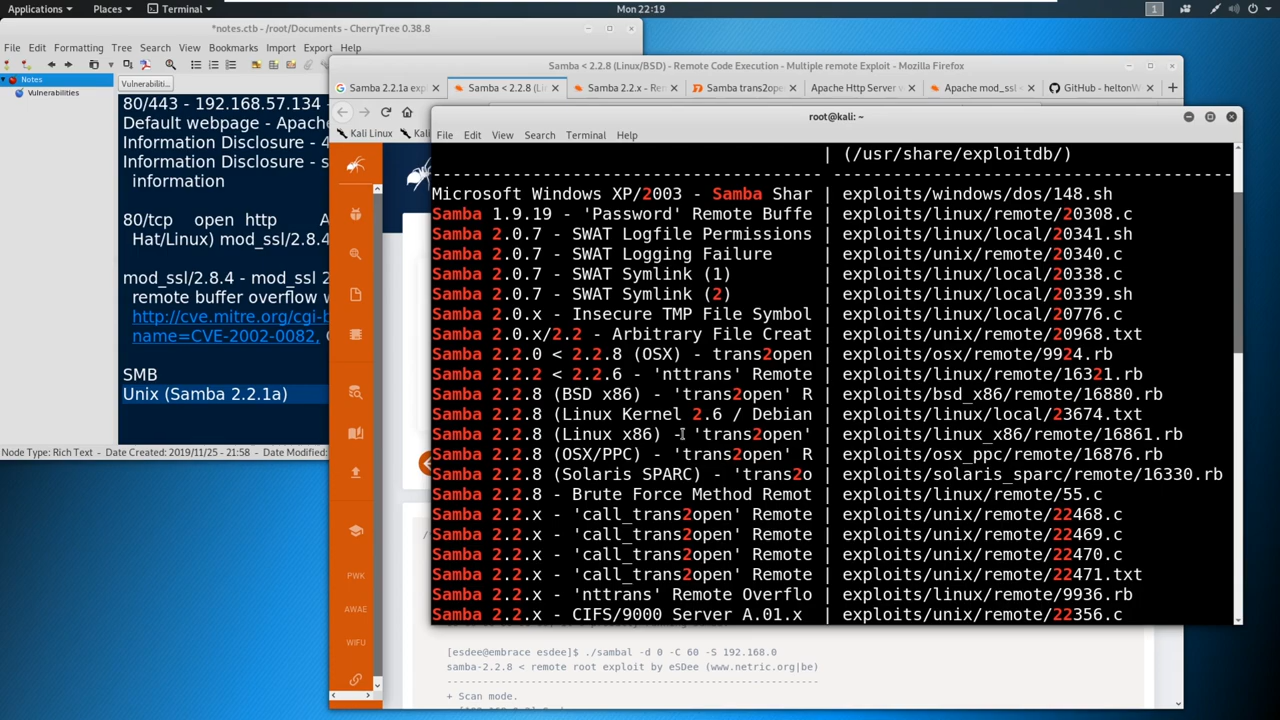 Applications
Places
Terminal
Mon 22:19
1
*notes.ctb - /root/Documents - CherryTree 0.38.8
File Edit Formatting Tree Search View Bookmarks Import Export Help
Notes
Vulnerabilities
Vulnerabiliti
80/443 - 192.168.57.134 -
Default webpage - Apache
Information Disclosure - 4
Information Disclosure - s
information
80/tcp open http A
Hat/Linux) mod_ssl/2.8.4
mod_ssl/2.8.4 - mod_ssl 2
remote buffer overflow w
http://cve.mitre.org/cgi-b
name=CVE-2002-0082,
SMB
Unix (Samba 2.2.1a)
Node Type: Rich Text - Date Created: 2019/11/25 - 21:58 - Date Modified:
Samba < 2.2.8 (Linux/BSD) - Remote Code Execution - Multiple remote Exploit - Mozilla Firefox
Samba 2.2.1a exp
Samba < 2.2.8 (Li
Samba 2.2.x - Re
Samba trans2ope
Apache Http Server
Apache mod_ssl <
GitHub - heltonW
Kali Linux
Kali
PWK
AWAE
WIFU
root@kali: ~
File Edit View Search Terminal Help
| (/usr/share/exploitdb/)
--------------------------------------- ----------------------------------------
Microsoft Windows XP/2003 - Samba Shar | exploits/windows/dos/148.sh
Samba 1.9.19 - 'Password' Remote Buffe | exploits/linux/remote/20308.c
Samba 2.0.7 - SWAT Logfile Permissions | exploits/linux/local/20341.sh
Samba 2.0.7 - SWAT Logging Failure | exploits/unix/remote/20340.c
Samba 2.0.7 - SWAT Symlink (1) | exploits/linux/local/20338.c
Samba 2.0.7 - SWAT Symlink (2) | exploits/linux/local/20339.sh
Samba 2.0.x - Insecure TMP File Symbol | exploits/linux/local/20776.c
Samba 2.0.x/2.2 - Arbitrary File Creat | exploits/unix/remote/20968.txt
Samba 2.2.0 < 2.2.8 (OSX) - trans2open | exploits/osx/remote/9924.rb
Samba 2.2.2 < 2.2.6 - 'nttrans' Remote | exploits/linux/remote/16321.rb
Samba 2.2.8 (BSD x86) - 'trans2open' R | exploits/bsd_x86/remote/16880.rb
Samba 2.2.8 (Linux Kernel 2.6 / Debian | exploits/linux/local/23674.txt
Samba 2.2.8 (Linux x86) - 'trans2open' | exploits/linux_x86/remote/16861.rb
Samba 2.2.8 (OSX/PPC) - 'trans2open' R | exploits/osx_ppc/remote/16876.rb
Samba 2.2.8 (Solaris SPARC) - 'trans2o | exploits/solaris_sparc/remote/16330.rb
Samba 2.2.8 - Brute Force Method Remot | exploits/linux/remote/55.c
Samba 2.2.x - 'call_trans2open' Remote | exploits/unix/remote/22468.c
Samba 2.2.x - 'call_trans2open' Remote | exploits/unix/remote/22469.c
Samba 2.2.x - 'call_trans2open' Remote | exploits/unix/remote/22470.c
Samba 2.2.x - 'call_trans2open' Remote | exploits/unix/remote/22471.txt
Samba 2.2.x - 'nttrans' Remote Overflo | exploits/linux/remote/9936.rb
Samba 2.2.x - CIFS/9000 Server A.01.x | exploits/unix/remote/22356.c
[esdee@embrace esdee]$ ./sambal -d 0 -C 60 -S 192.168.0
samba-2.2.8 < remote root exploit by eSDee (www.netric.org|be)
--------------------------------------------------------------
+ Scan mode.